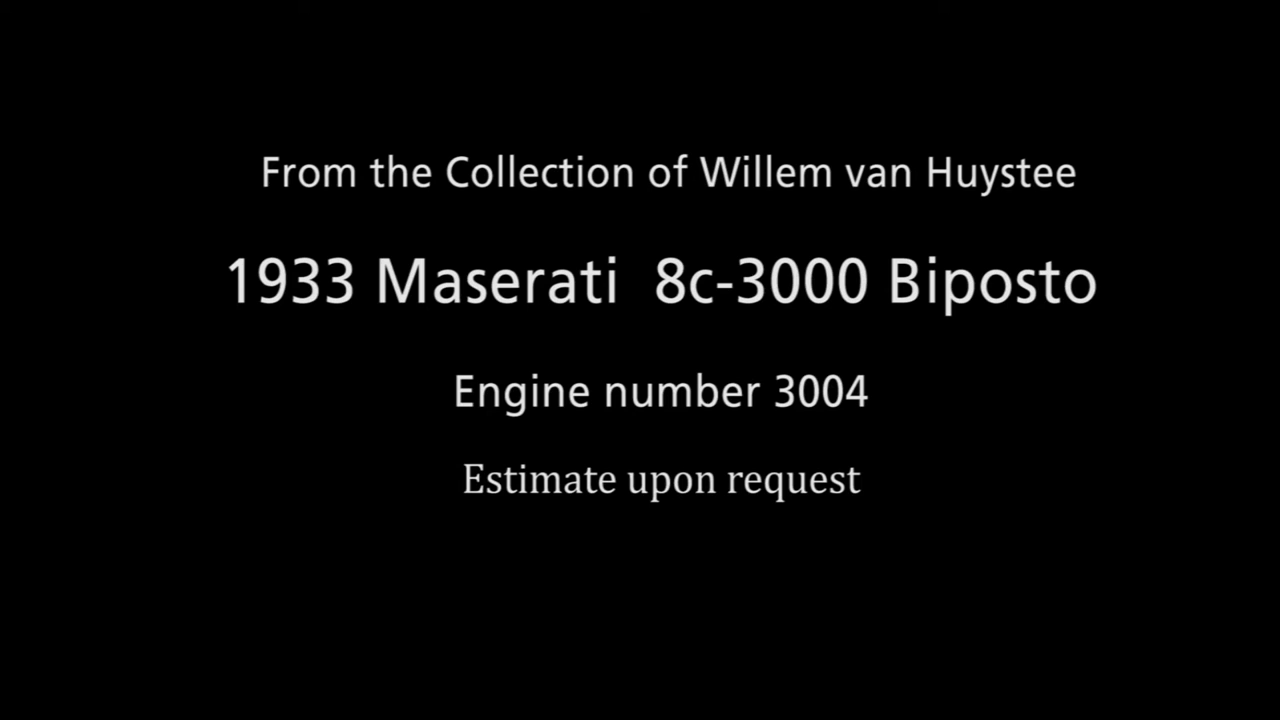 From the Collection of Willem van Huystee
1933 Maserati 8c-3000 Biposto
Engine number 3004
Estimate upon request